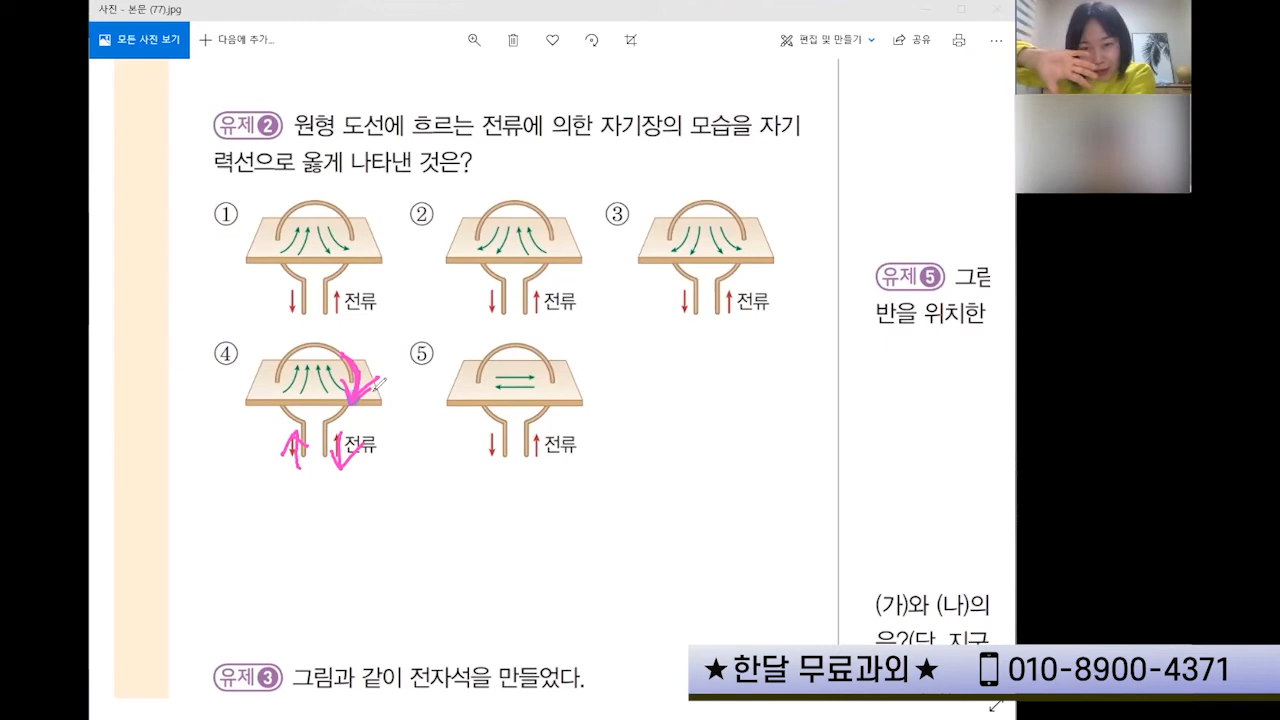 사진 - 본문 (77).jpg
모든 사진 보기
다음에 추가...
편집 및 만들기
공유
유제 2 원형 도선에 흐르는 전류에 의한 자기장의 모습을 자기
력선으로 옳게 나타낸 것은?
① ② ③
전류 전류 전류
④ ⑤
전류 전류
유제 3 그림과 같이 전자석을 만들었다.
유제 5
반을 위치한
(가)와 (나)의
★한달 무료과외★ 010-8900-4371